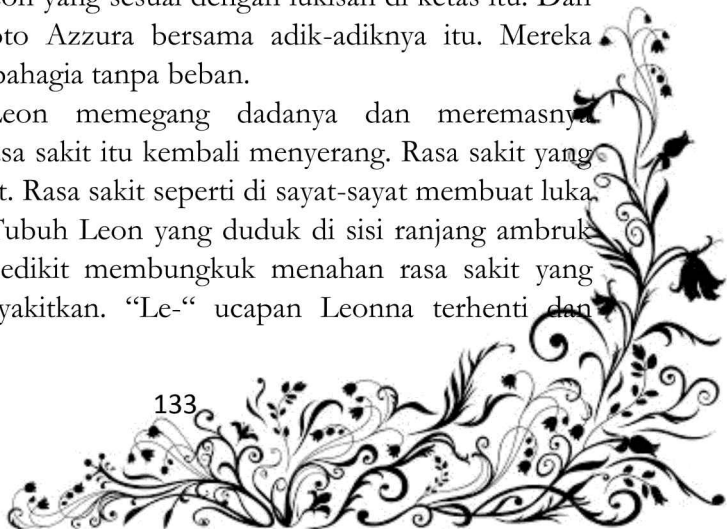 on yang sesuai dengan lukisan di ketas itu. Dan
oto Azzura bersama adik-adiknya itu. Mereka
bahagia tanpa beban.
Leon memegang dadanya dan meremasnya
sa sakit itu kembali menyerang. Rasa sakit yang
t. Rasa sakit seperti di sayat-sayat membuat luka
Tubuh Leon yang duduk di sisi ranjang ambruk
edikit membungkuk menahan rasa sakit yang
yakitkan. “Le-“ ucapan Leonna terhenti dan
133